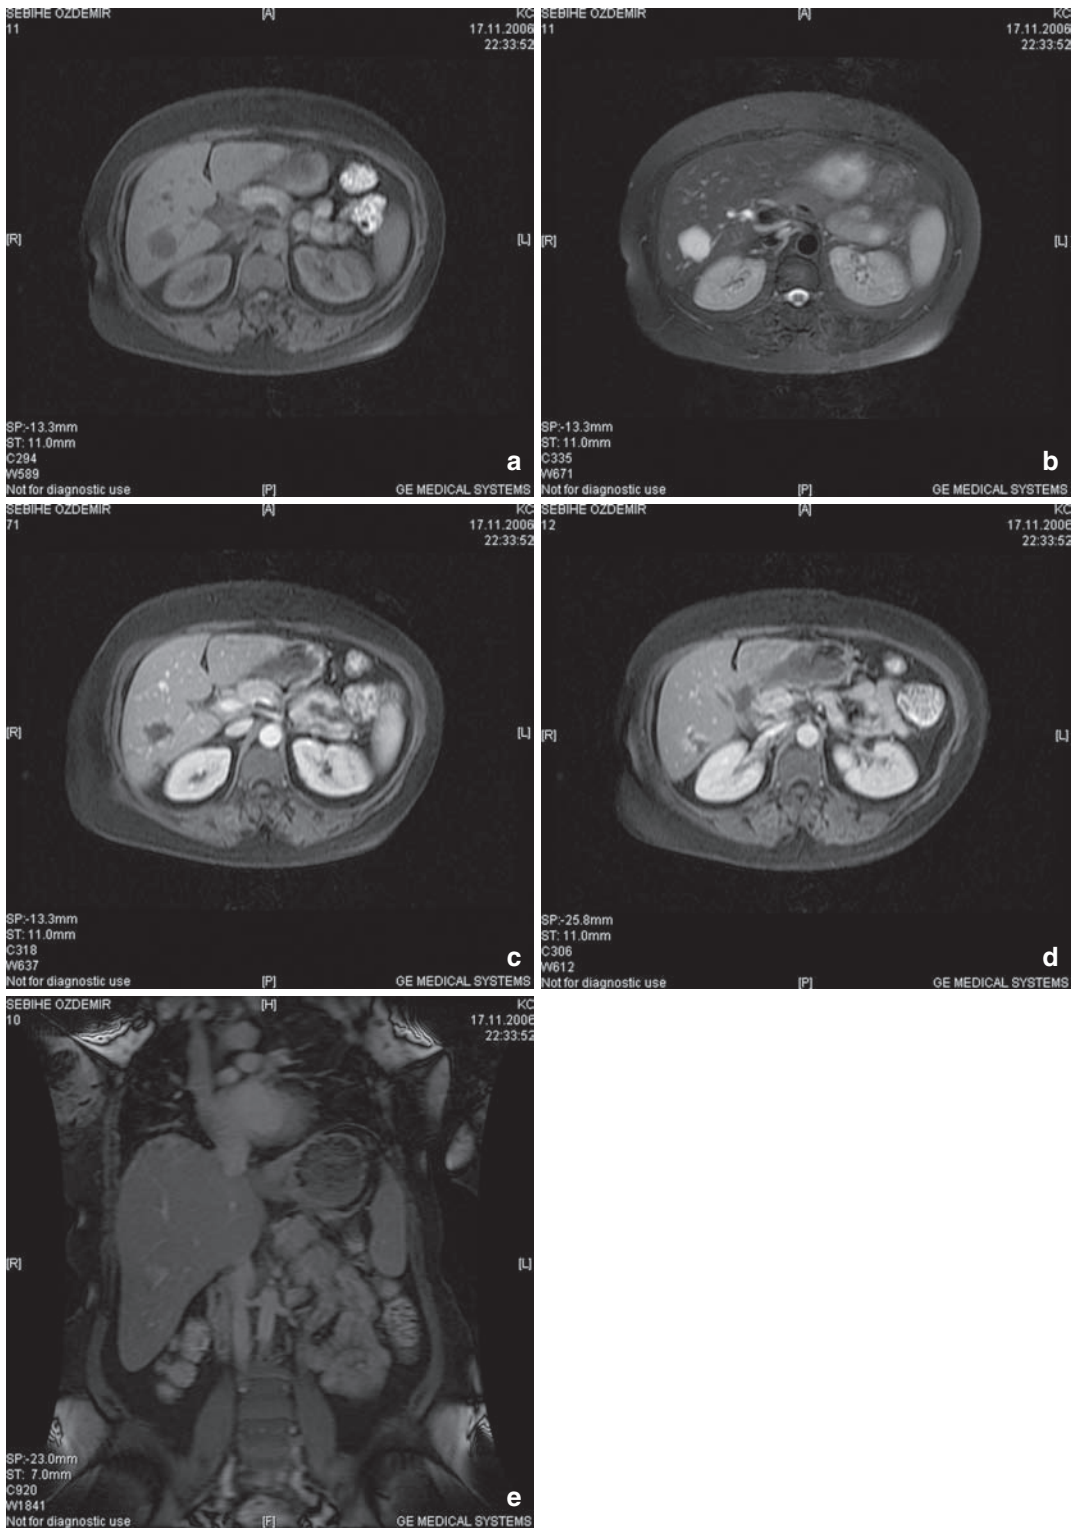 SEBIHE OZDEMIR [A] KC
11 17.11.2006
22:33:52
[R] [L]
SP:-13.3mm
ST: 11.0mm
C294
W589
Not for diagnostic use [P] GE MEDICAL SYSTEMS
a
SEBIHE OZDEMIR [A] KC
11 17.11.2006
22:33:52
[R] [L]
SP:-13.3mm
ST: 11.0mm
C335
W671
Not for diagnostic use [P] GE MEDICAL SYSTEMS
b
SEBIHE OZDEMIR [A] KC
71 17.11.2006
22:33:52
[R] [L]
SP:-13.3mm
ST: 11.0mm
C318
W637
Not for diagnostic use [P] GE MEDICAL SYSTEMS
c
SEBIHE OZDEMIR [A] KC
12 17.11.2006
22:33:52
[R] [L]
SP:-25.8mm
ST: 11.0mm
C306
W612
Not for diagnostic use [P] GE MEDICAL SYSTEMS
d
SEBIHE OZDEMIR [H] KC
10 17.11.2006
22:33:52
[R] [L]
SP:-23.0mm
ST: 7.0mm
C920
W1841
Not for diagnostic use [F] GE MEDICAL SYSTEMS
e